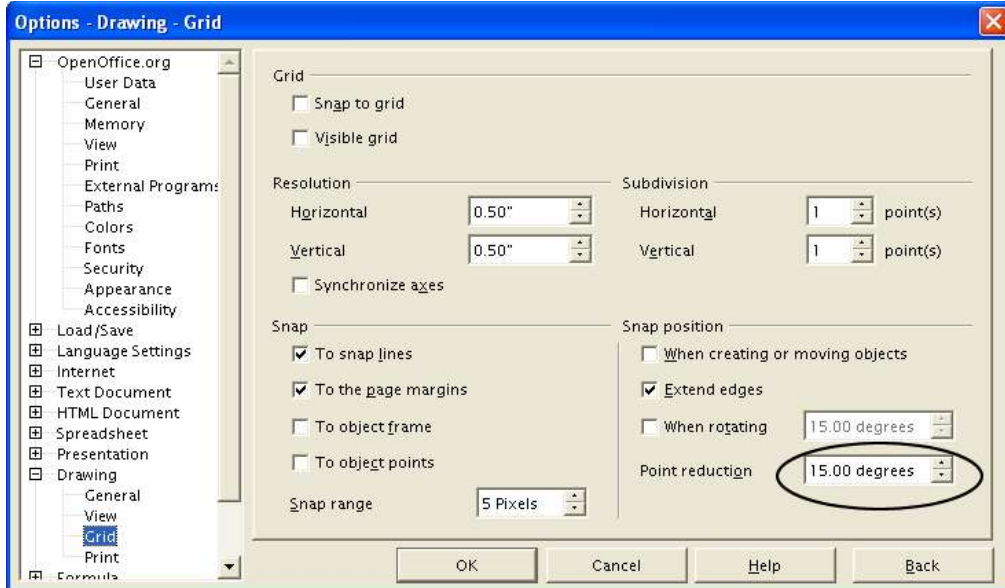 Options - Drawing - Grid
OpenOffice.org
User Data
General
Memory
View
Print
External Programs
Paths
Colors
Fonts
Security
Appearance
Accessibility
Load/Save
Language Settings
Internet
Text Document
HTML Document
Spreadsheet
Presentation
Drawing
General
View
Grid
Print
Formula
Grid
Snap to grid
Visible grid
Resolution
Horizontal 0.50"
Vertical 0.50"
Synchronize axes
Subdivision
Horizontal 1 point(s)
Vertical 1 point(s)
Snap
To snap lines
To the page margins
To object frame
To object points
Snap range 5 Pixels
Snap position
When creating or moving objects
Extend edges
When rotating 15.00 degrees
Point reduction 15.00 degrees
OK Cancel Help Back